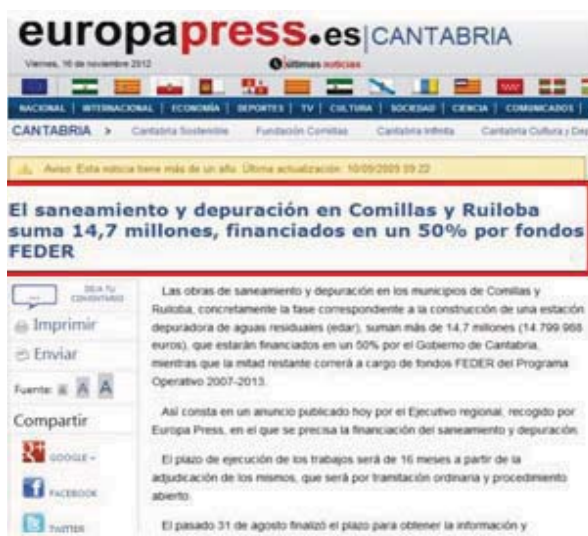 europapress.es|CANTABRIA
Viernes, 16 de noviembre 2012
últimas noticias
NACIONAL | INTERNACIONAL | ECONOMÍA | DEPORTES | TV | CULTURA | SOCIEDAD | CIENCIA | COMUNICADOS
CANTABRIA > Cantabria Sostenible Fundación Comillas Cantabria Infinita Cantabria Cultura y De
Aviso: Esta noticia tiene más de un año. Última actualización: 10/09/2009 09:22
El saneamiento y depuración en Comillas y Ruiloba
suma 14,7 millones, financiados en un 50% por fondos
FEDER
DEJA TU
COMENTARIO
Imprimir
Enviar
Fuente: A A A
Compartir
GOOGLE +
FACEBOOK
TWITTER
Las obras de saneamiento y depuración en los municipios de Comillas y
Ruiloba, concretamente la fase correspondiente a la construcción de una estación
depuradora de aguas residuales (edar), suman más de 14,7 millones (14.799.968
euros), que estarán financiados en un 50% por el Gobierno de Cantabria,
mientras que la mitad restante correrá a cargo de fondos FEDER del Programa
Operativo 2007-2013.
Así consta en un anuncio publicado hoy por el Ejecutivo regional, recogido por
Europa Press, en el que se precisa la financiación del saneamiento y depuración.
El plazo de ejecución de los trabajos será de 16 meses a partir de la
adjudicación de los mismos, que será por tramitación ordinaria y procedimiento
abierto.
El pasado 31 de agosto finalizó el plazo para obtener la información y